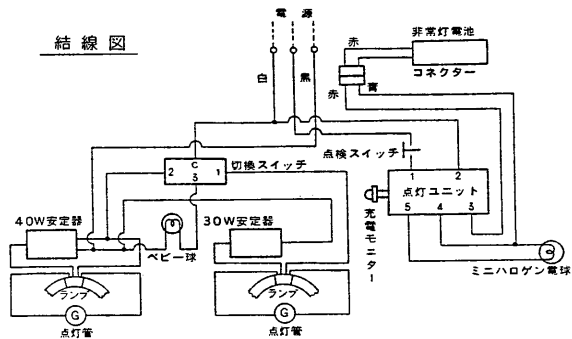 結線図
電源
白
黒
赤
非常灯電池
コネクター
赤
青
点検スイッチ
2 C 3 1
切換スイッチ
1 2
点灯ユニット
5 4 3
充電モニター
40W安定器
ベビー球
30W安定器
ミニハロゲン電球
ランプ
ランプ
G
G
点灯管
点灯管